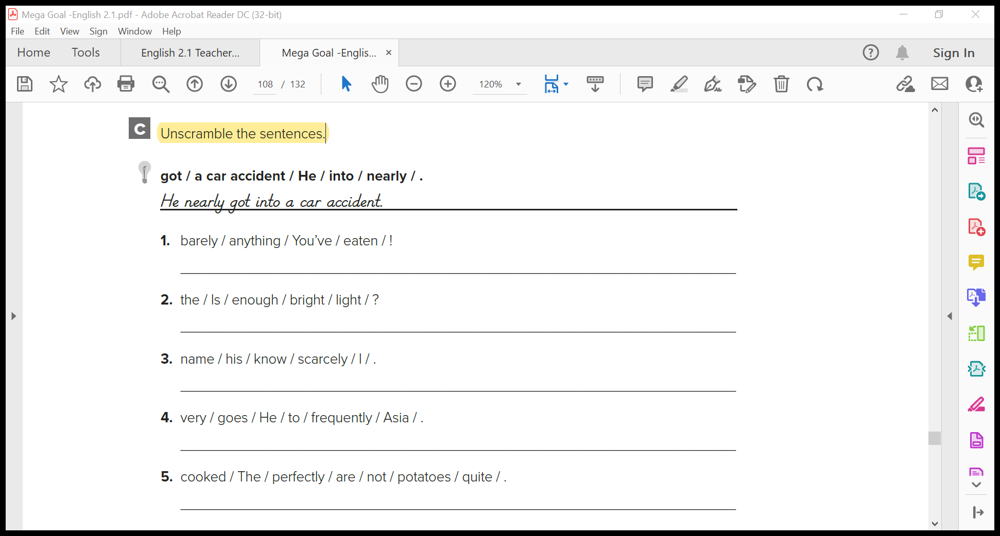 Mega Goal -English 2.1.pdf - Adobe Acrobat Reader DC (32-bit)
File Edit View Sign Window Help
Home Tools English 2.1 Teacher... Mega Goal -Englis... × ? Sign In
108 / 132 120%
C Unscramble the sentences.
got / a car accident / He / into / nearly / .
He nearly got into a car accident.
1. barely / anything / You’ve / eaten / !
2. the / Is / enough / bright / light / ?
3. name / his / know / scarcely / I / .
4. very / goes / He / to / frequently / Asia / .
5. cooked / The / perfectly / are / not / potatoes / quite / .